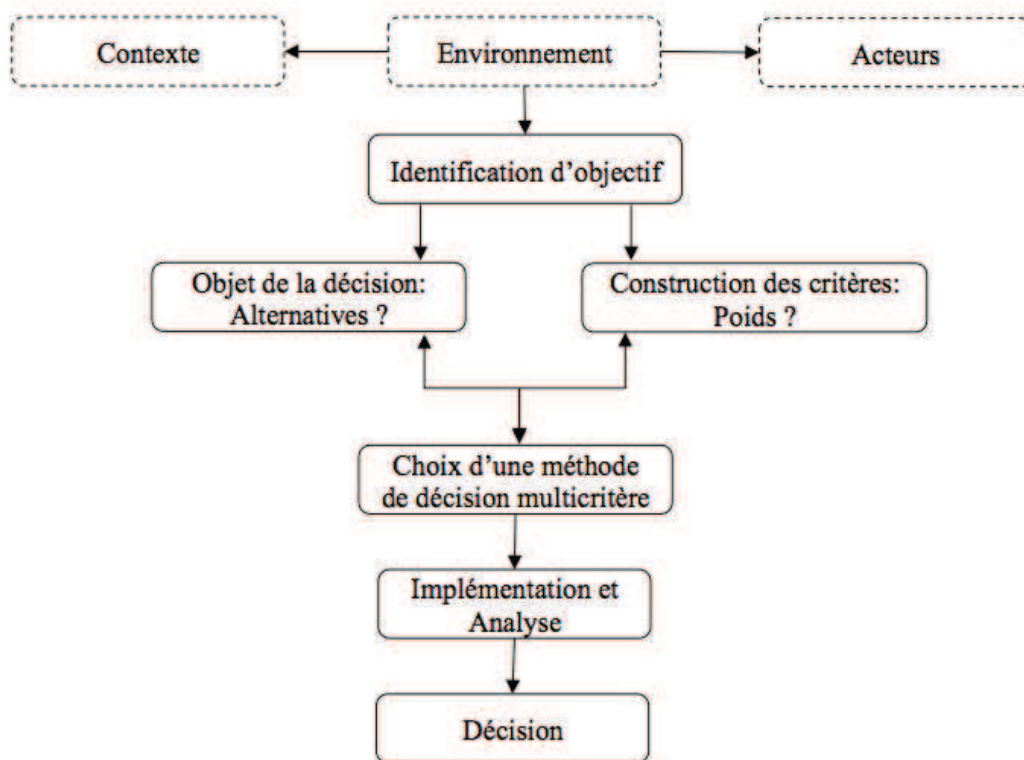 Contexte
Environnement
Acteurs
Identification d’objectif
Objet de la décision:
Alternatives ?
Construction des critères:
Poids ?
Choix d’une méthode
de décision multicritère
Implémentation et
Analyse
Décision